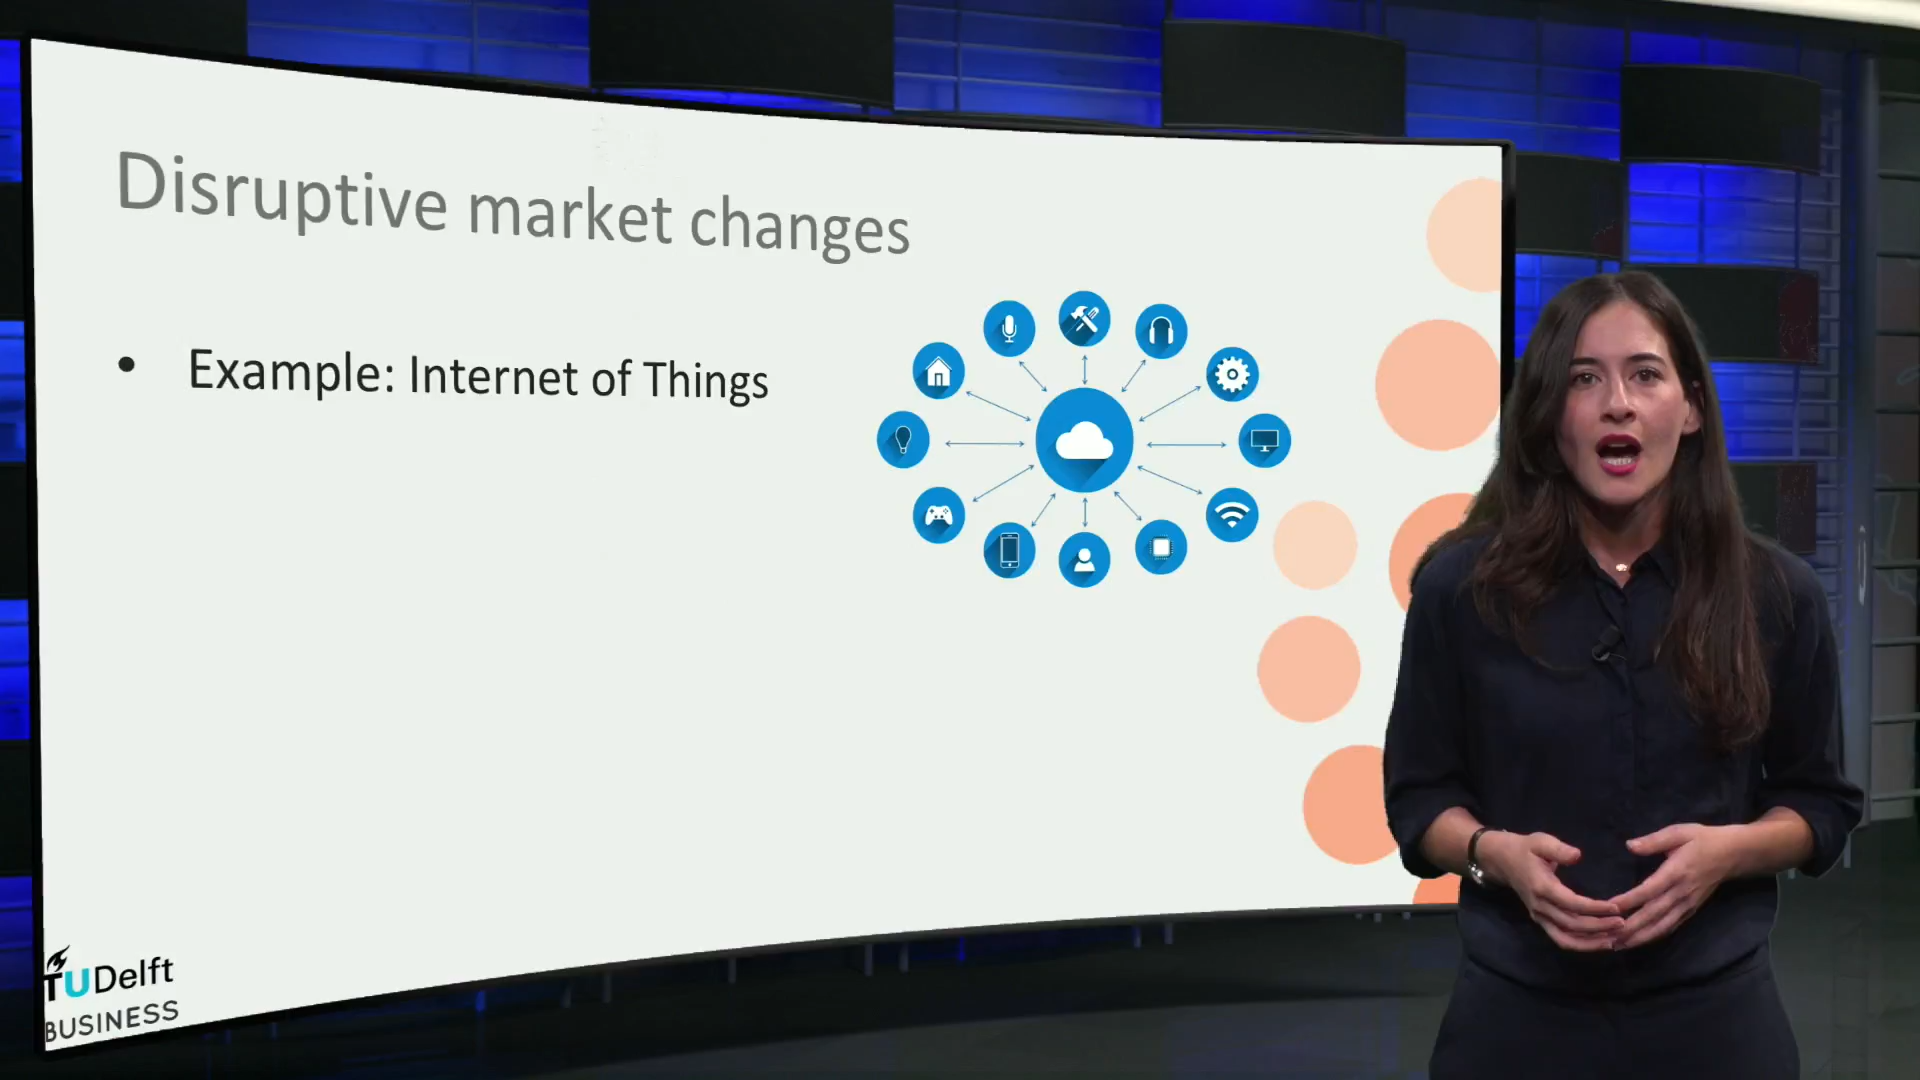 Disruptive market changes
• Example: Internet of Things
TUDelft
BUSINESS